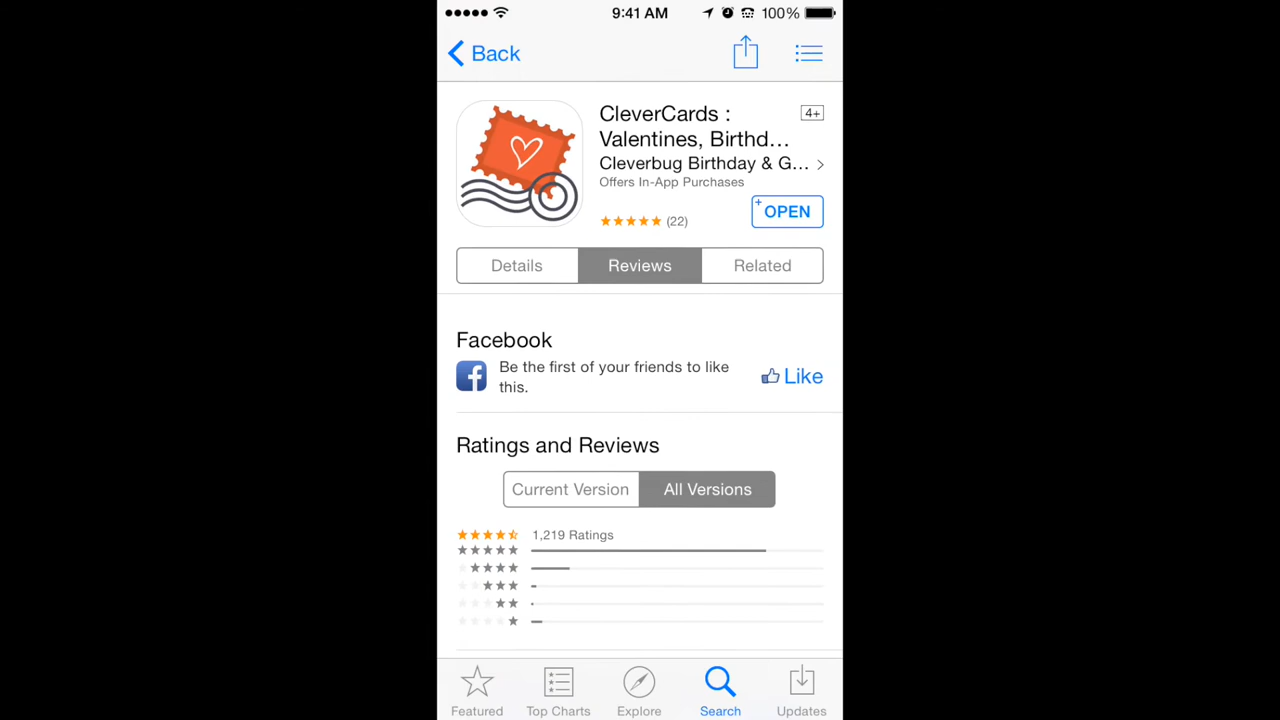 9:41 AM
100%
Back
CleverCards :
4+
Valentines, Birthd...
Cleverbug Birthday & G...
Offers In-App Purchases
(22)
+OPEN
Details
Reviews
Related
Facebook
Be the first of your friends to like
this.
Like
Ratings and Reviews
Current Version
All Versions
1,219 Ratings
Featured
Top Charts
Explore
Search
Updates